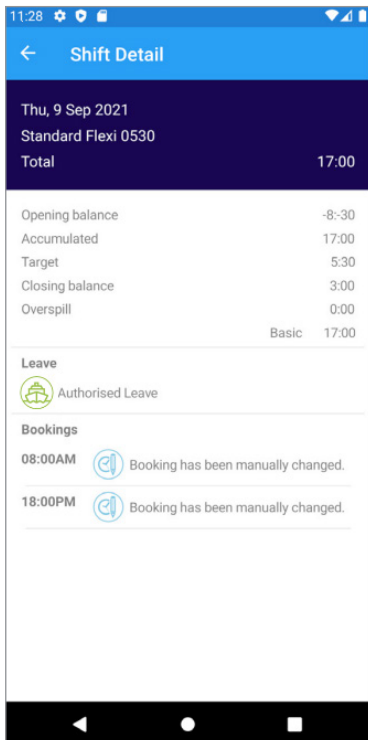 11:28
Shift Detail
Thu, 9 Sep 2021
Standard Flexi 0530
Total 17:00
Opening balance -8:-30
Accumulated 17:00
Target 5:30
Closing balance 3:00
Overspill 0:00
Basic 17:00
Leave
Authorised Leave
Bookings
08:00AM Booking has been manually changed.
18:00PM Booking has been manually changed.